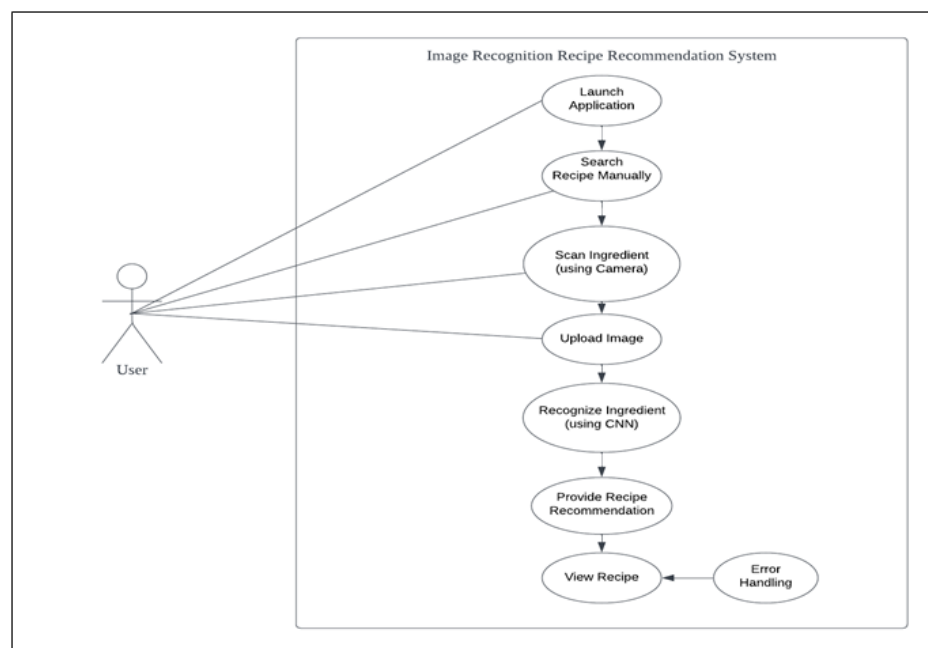 Image Recognition Recipe Recommendation System
Launch
Application
Search
Recipe Manually
Scan Ingredient
(using Camera)
Upload Image
User
Recognize Ingredient
(using CNN)
Provide Recipe
Recommendation
View Recipe
Error
Handling